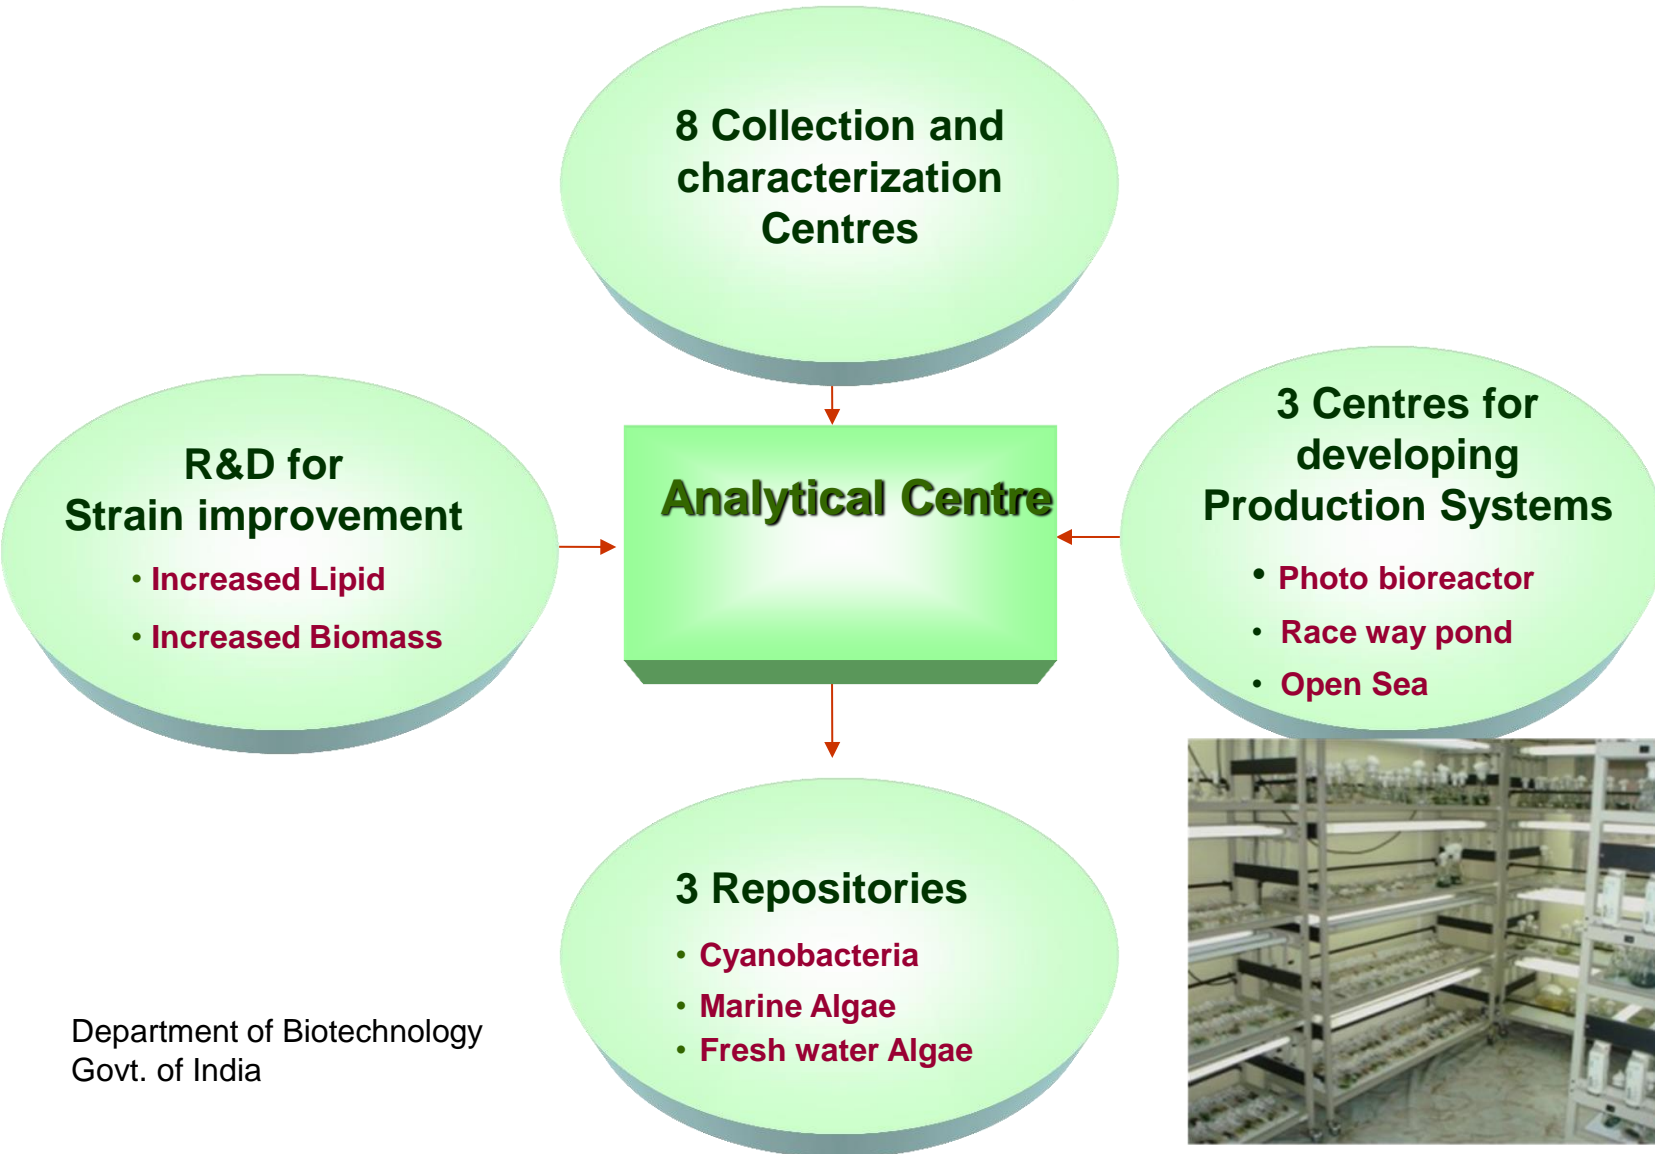 8 Collection and
characterization
Centres
R&D for
Strain improvement
• Increased Lipid
• Increased Biomass
Analytical Centre
3 Centres for
developing
Production Systems
• Photo bioreactor
• Race way pond
• Open Sea
3 Repositories
• Cyanobacteria
• Marine Algae
• Fresh water Algae
Department of Biotechnology
Govt. of India